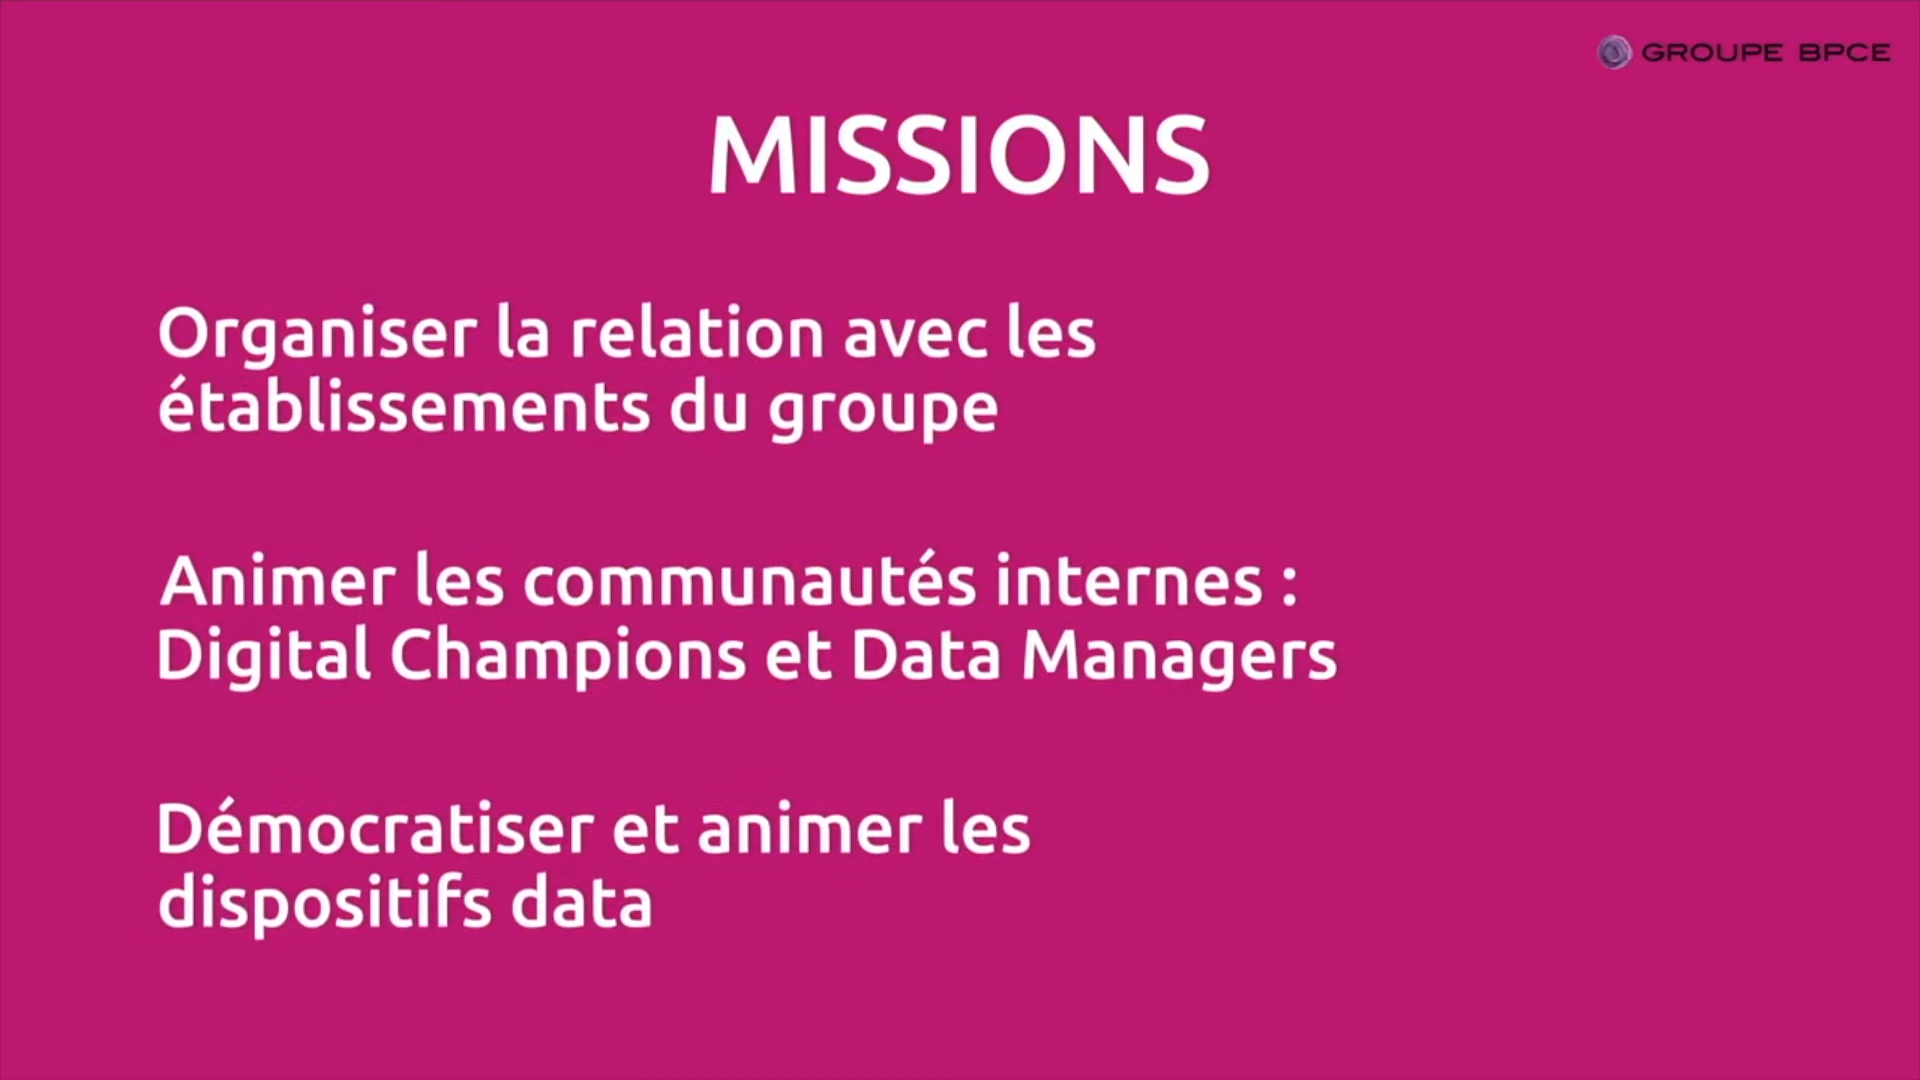 GROUPE BPCE
MISSIONS
Organiser la relation avec les
établissements du groupe
Animer les communautés internes :
Digital Champions et Data Managers
Démocratiser et animer les
dispositifs data